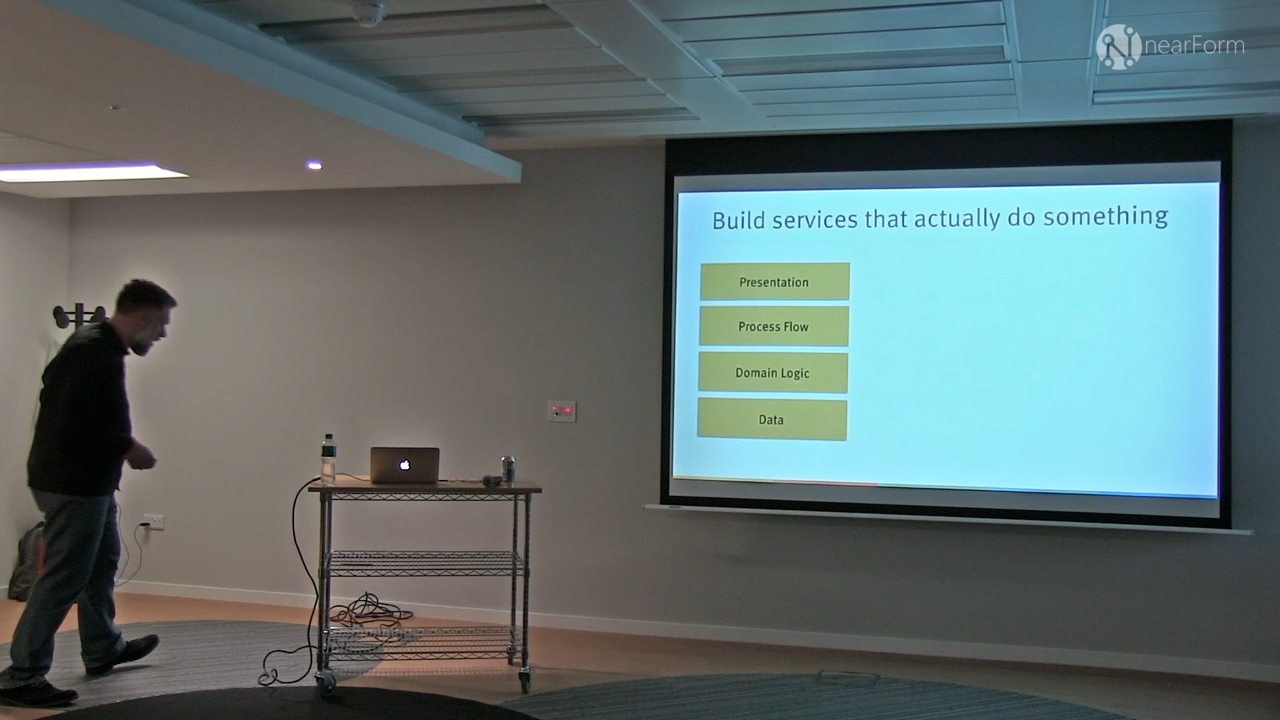 nearForm
Build services that actually do something
Presentation
Process Flow
Domain Logic
Data